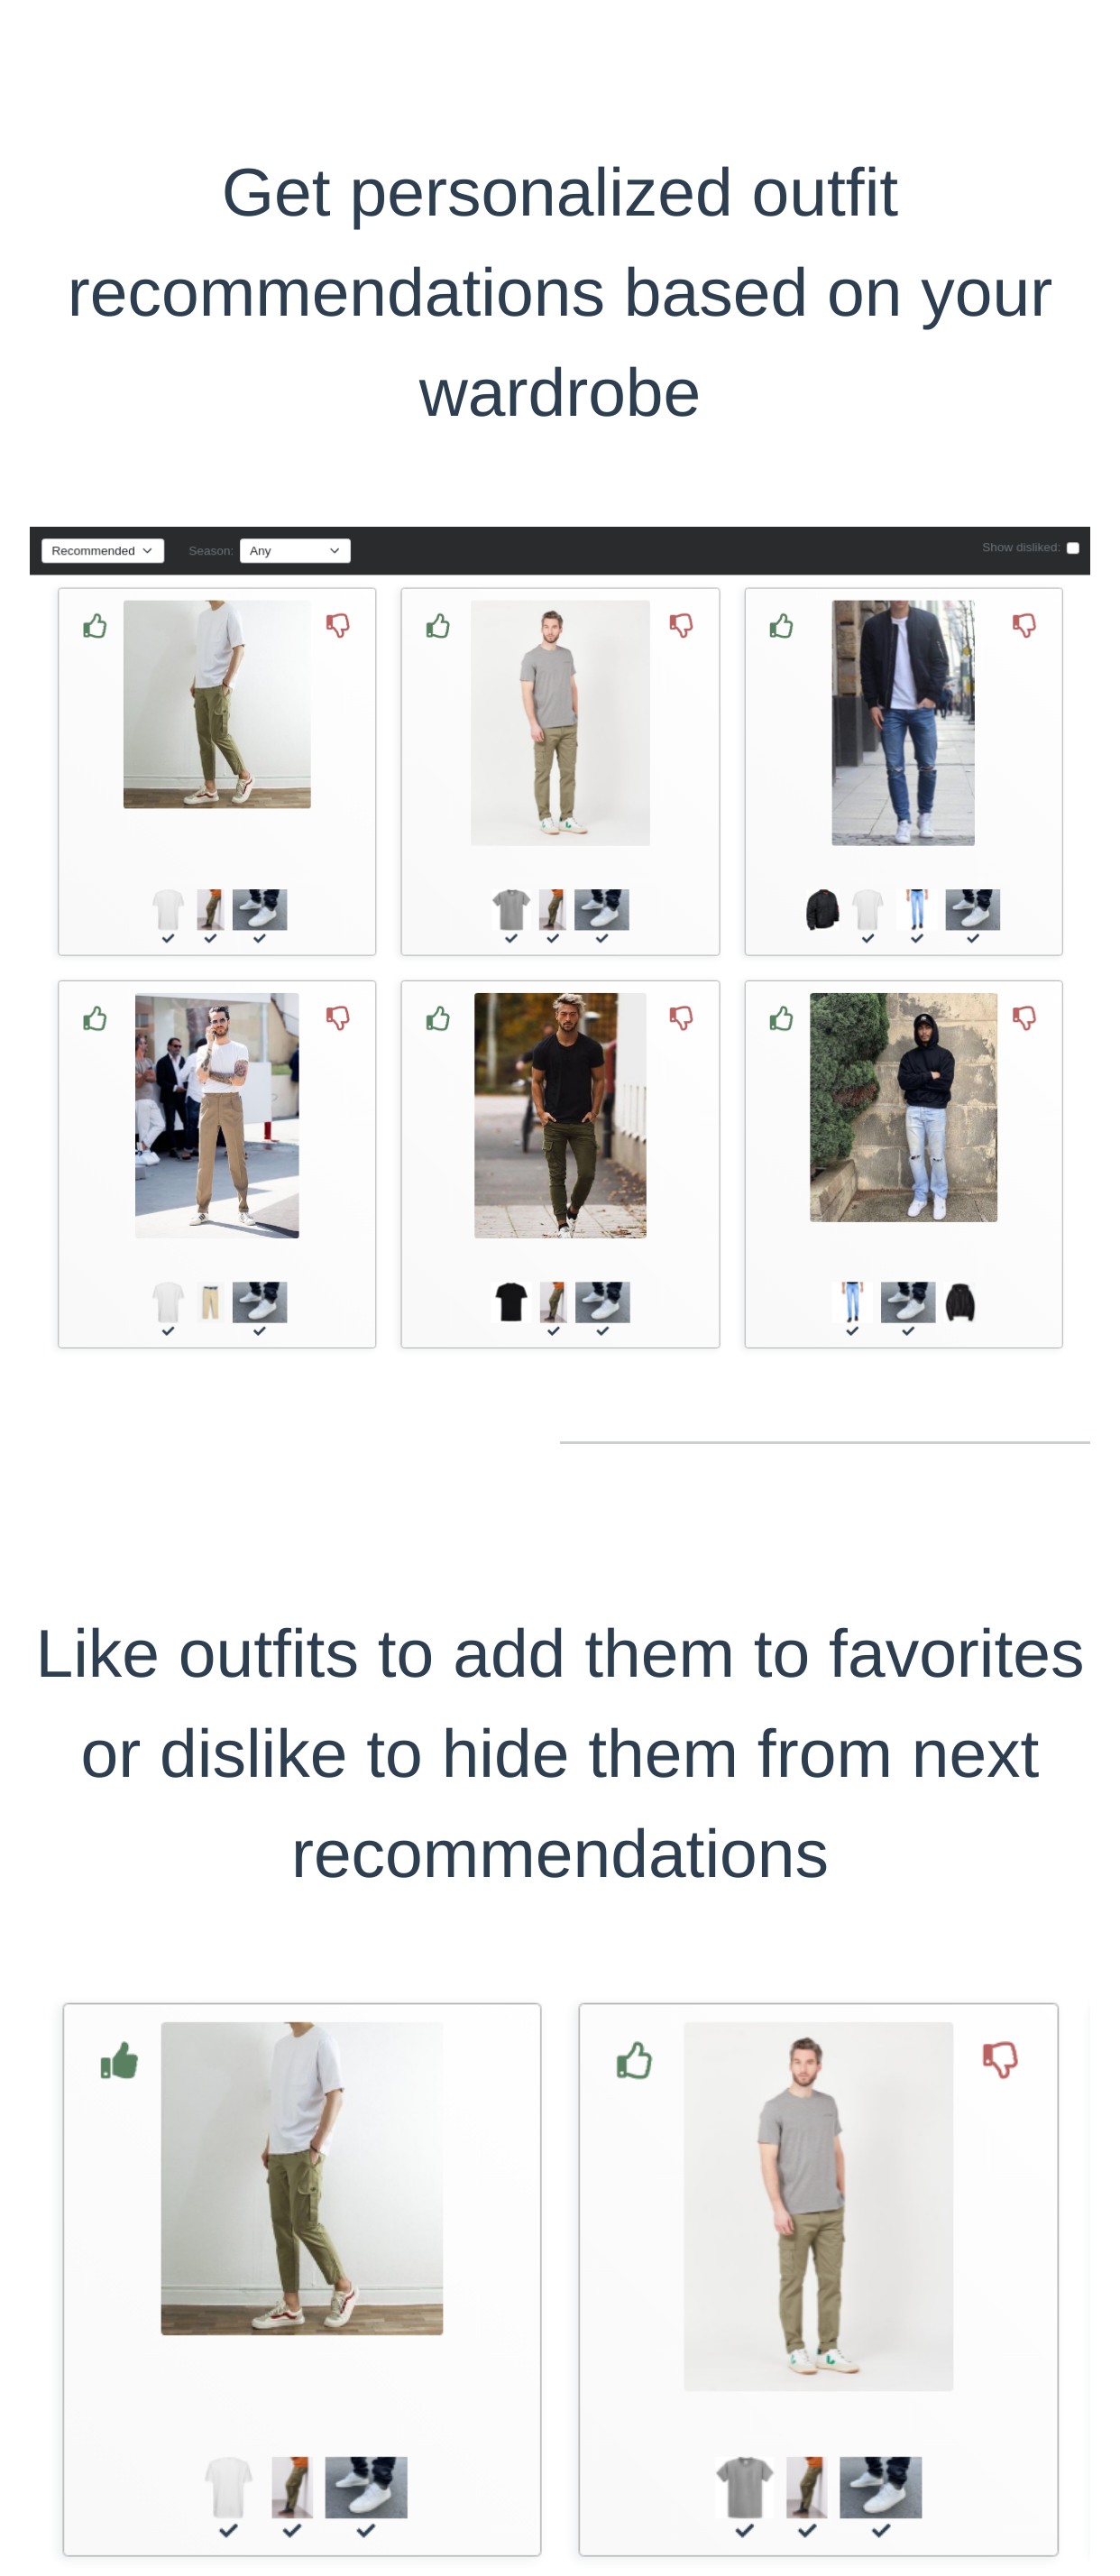 Get personalized outfit
recommendations based on your
wardrobe
Recommended Season: Any Show disliked:
Like outfits to add them to favorites
or dislike to hide them from next
recommendations